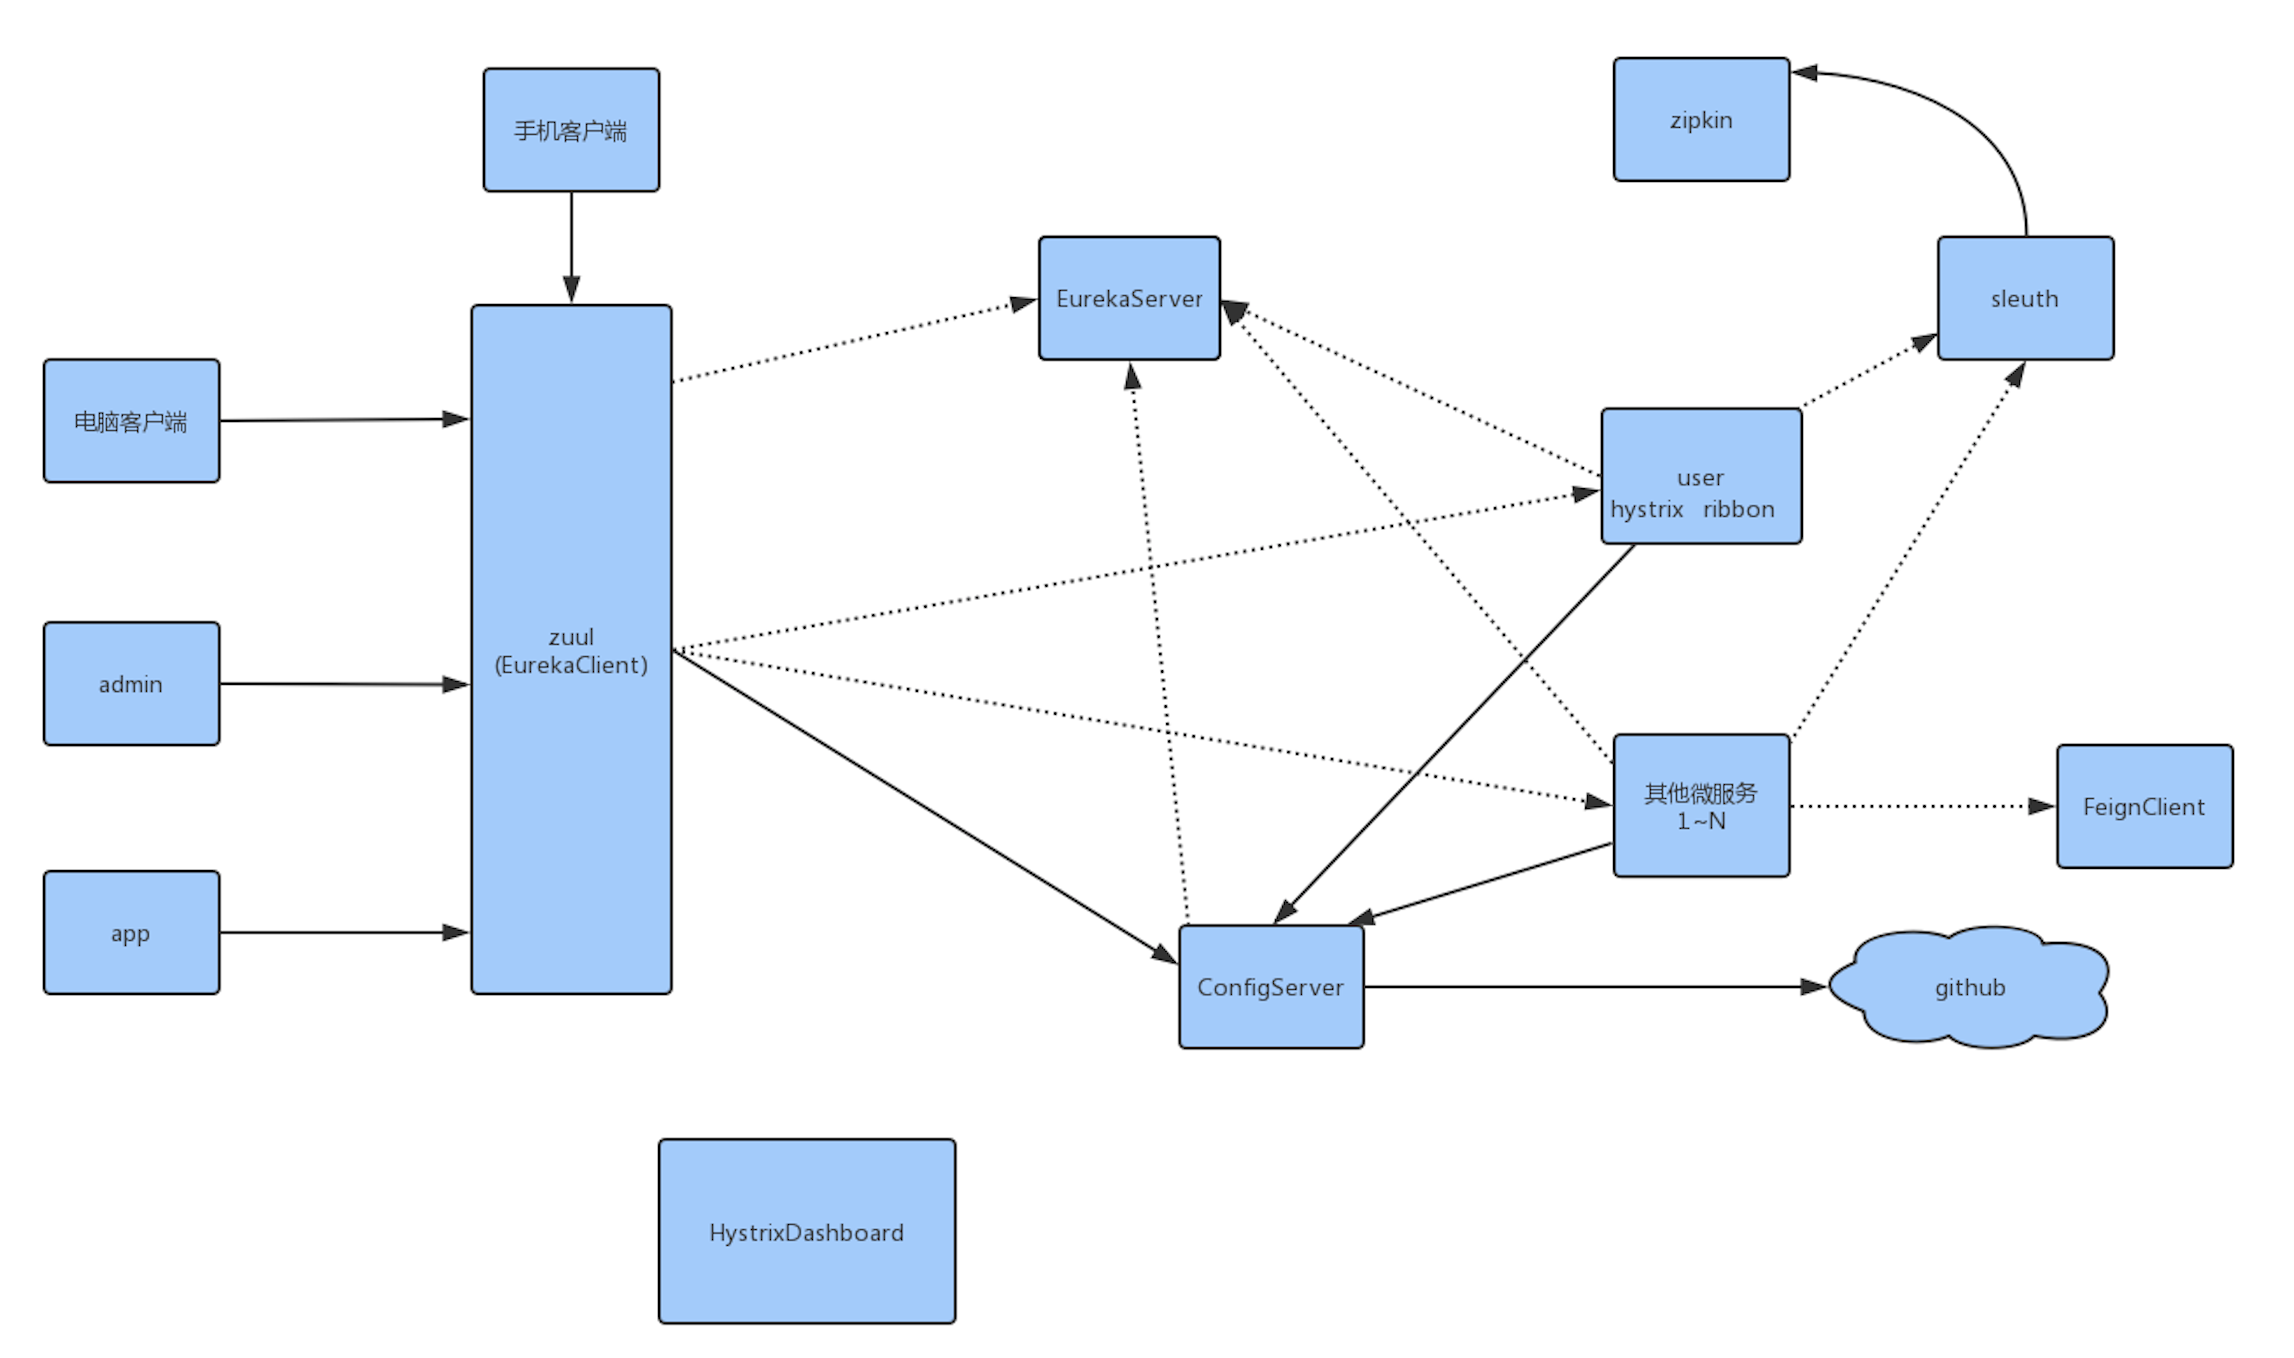 手机客户端
zipkin
EurekaServer
sleuth
电脑客户端
user
hystrix ribbon
zuul
(EurekaClient)
admin
其他微服务
1~N
FeignClient
app
ConfigServer
github
HystrixDashboard